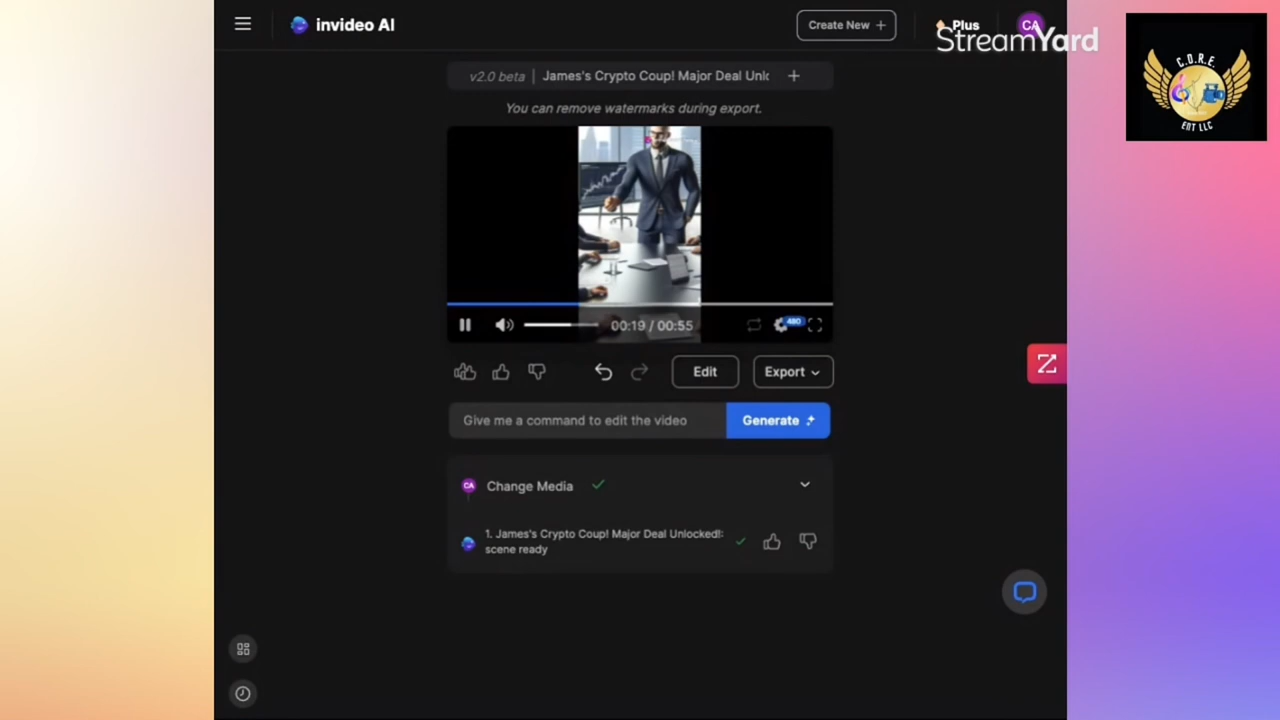 invideo AI
Create New +
Plus
CA
StreamYard
C.O.R.E.
ENT LLC
v2.0 beta | James's Crypto Coup! Major Deal Unlo
You can remove watermarks during export.
00:19 / 00:55
480
Edit
Export
Give me a command to edit the video
Generate
CA
Change Media
1. James's Crypto Coup! Major Deal Unlocked!:
scene ready